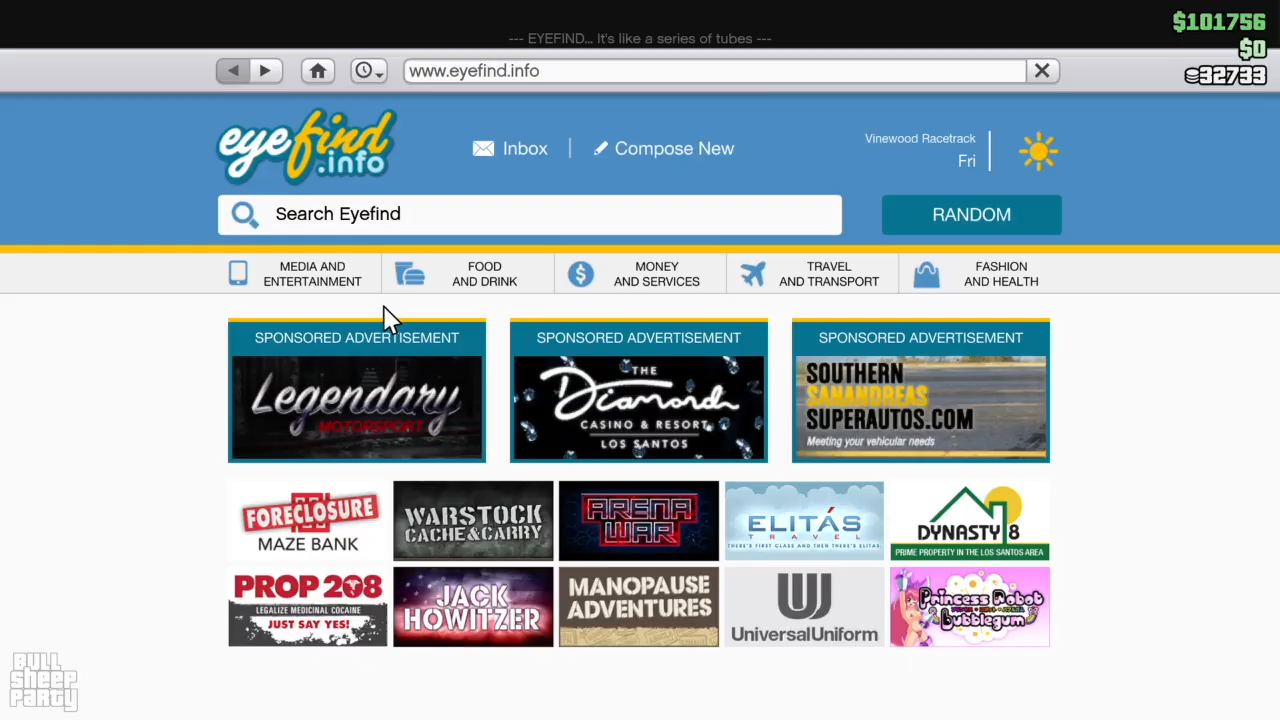 $101756
--- EYEFIND... It's like a series of tubes ---
$0
www.eyefind.info
32733
eyefind
.info
Inbox
Compose New
Vinewood Racetrack
Fri
Search Eyefind
RANDOM
MEDIA AND
ENTERTAINMENT
FOOD
AND DRINK
MONEY
AND SERVICES
TRAVEL
AND TRANSPORT
FASHION
AND HEALTH
SPONSORED ADVERTISEMENT
Legendary
MOTORSPORT
SPONSORED ADVERTISEMENT
THE
Diamond
CASINO & RESORT
LOS SANTOS
SPONSORED ADVERTISEMENT
SOUTHERN
SANANDREAS
SUPERAUTOS.COM
Meeting your vehicular needs
FORECLOSURE
MAZE BANK
WARSTOCK
CACHE&CARRY
ARENA
WAR
ELITÁS
TRAVEL
THERE'S FIRST CLASS AND THEN THERE'S ELITAS
DYNASTY 8
PRIME PROPERTY IN THE LOS SANTOS AREA
PROP 208
LEGALIZE MEDICINAL COCAINE
JUST SAY YES!
JACK
HOWITZER
MANOPAUSE
ADVENTURES
UniversalUniform
Princess Robot
Bubblegum
BULL
SHEEP
PARTY